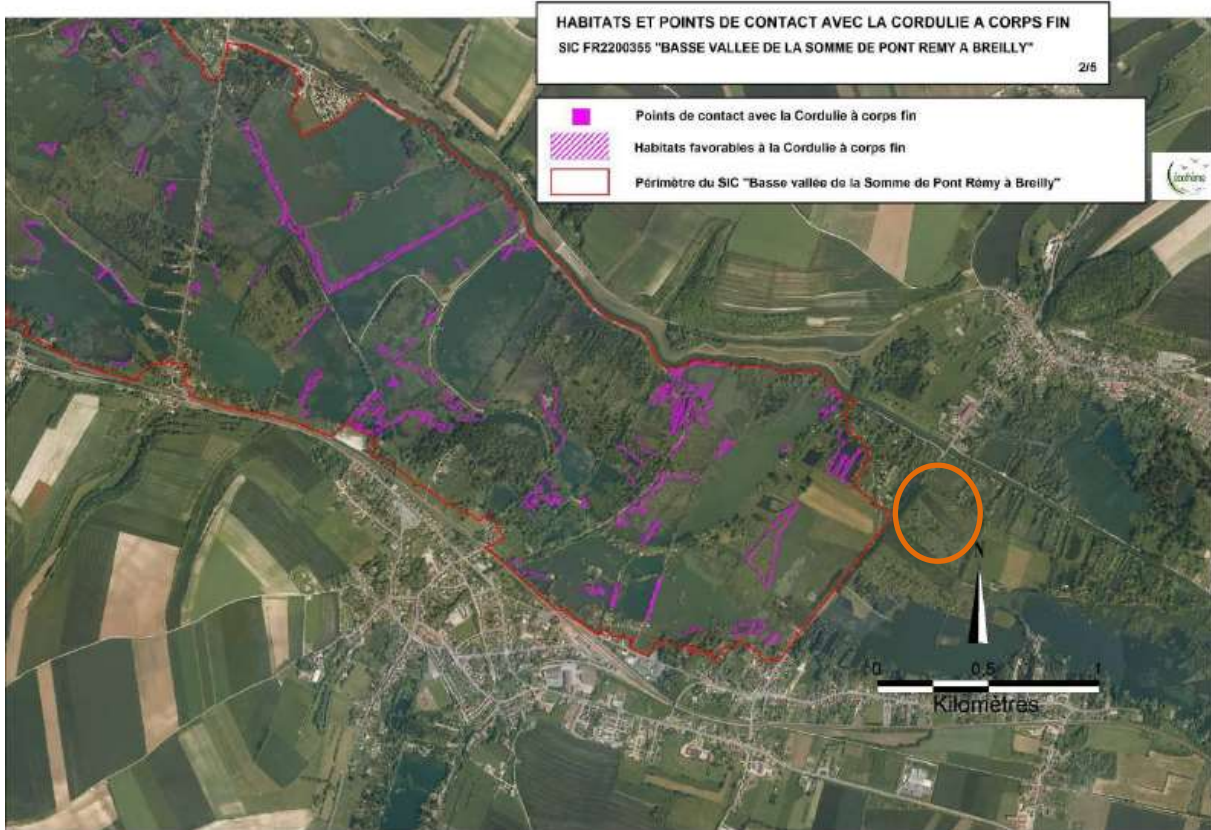 HABITATS ET POINTS DE CONTACT AVEC LA CORDULIE A CORPS FIN
SIC FR2200355 "BASSE VALLEE DE LA SOMME DE PONT REMY A BREILLY"
2/5
Points de contact avec la Cordulie à corps fin
Habitats favorables à la Cordulie à corps fin
Périmètre du SIC "Basse vallée de la Somme de Pont Rémy à Breilly"
écothème
N
0 0,5 1
Kilomètres